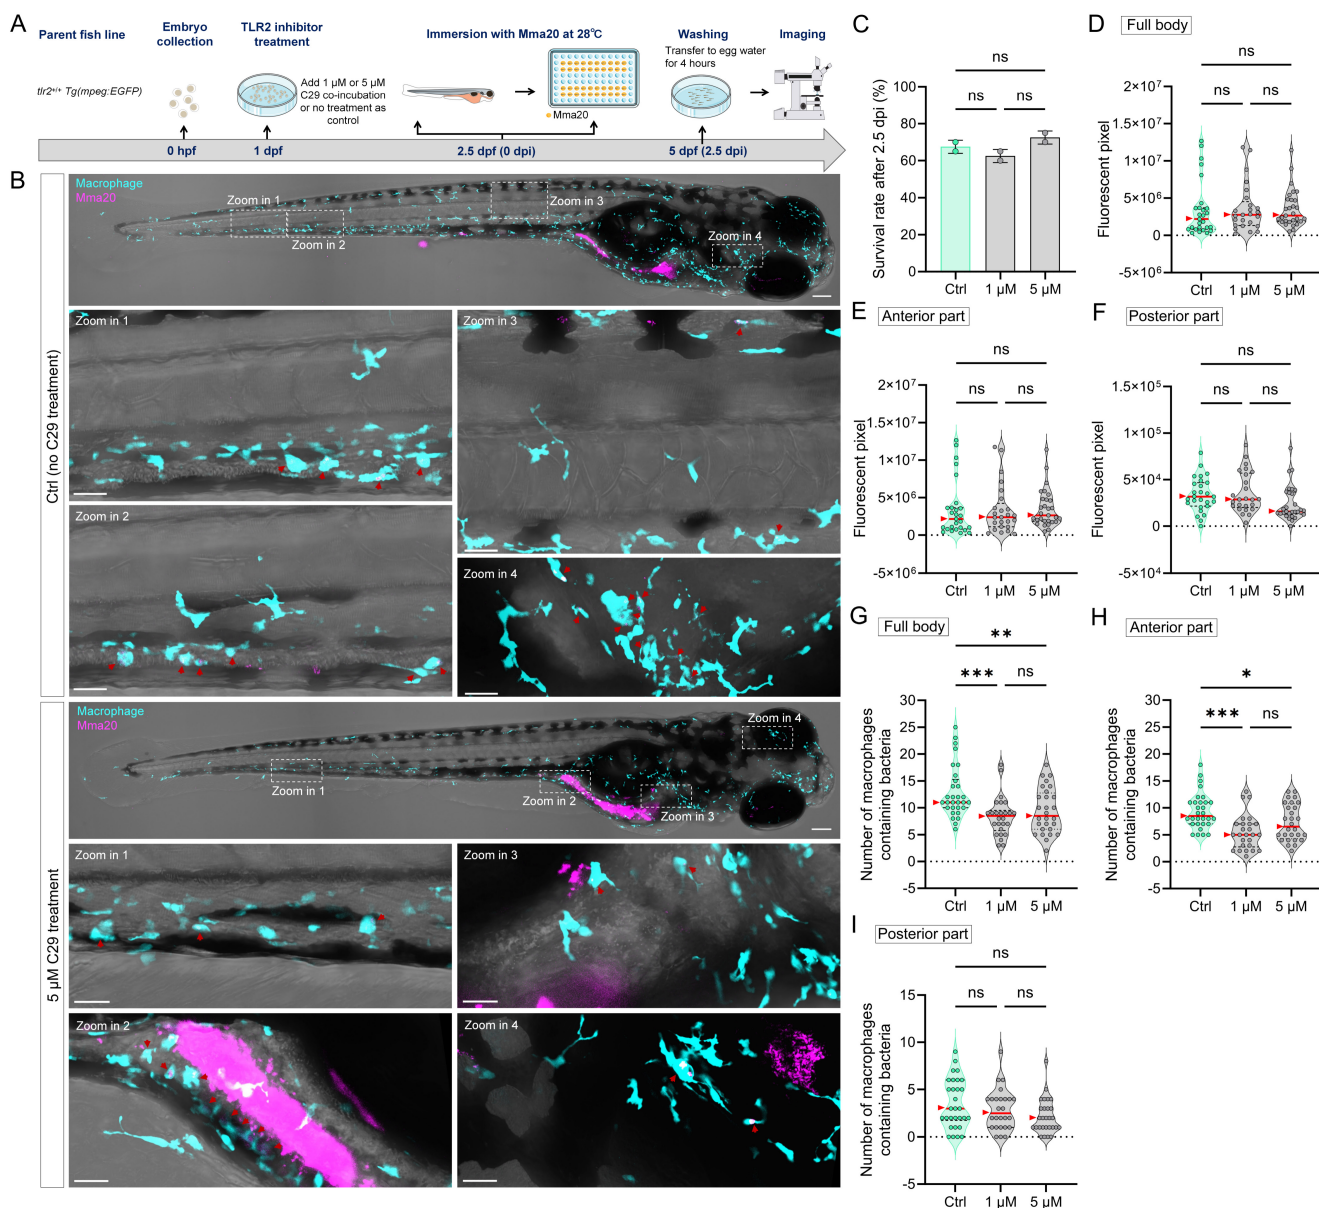 A
Parent fish line
tlr2+/+ Tg(mpeg:EGFP)
Embryo
collection
TLR2 inhibitor
treatment
Add 1 µM or 5 µM
C29 co-incubation
or no treatment as
control
Immersion with Mma20 at 28℃
Mma20
Washing
Transfer to egg water
for 4 hours
Imaging
0 hpf
1 dpf
2.5 dpf (0 dpi)
5 dpf (2.5 dpi)
B
Ctrl (no C29 treatment)
Macrophage
Mma20
Zoom in 1
Zoom in 2
Zoom in 3
Zoom in 4
Zoom in 1
Zoom in 3
Zoom in 2
Zoom in 4
5 µM C29 treatment
Macrophage
Mma20
Zoom in 4
Zoom in 1
Zoom in 2
Zoom in 3
Zoom in 1
Zoom in 3
Zoom in 2
Zoom in 4
C
Survival rate after 2.5 dpi (%)
ns
ns
ns
100
80
60
40
20
0
Ctrl
1 µM
5 µM
D
Full body
Fluorescent pixel
ns
ns
ns
2×10⁷
1.5×10⁷
1×10⁷
5×10⁶
0
-5×10⁶
Ctrl
1 µM
5 µM
E
Anterior part
Fluorescent pixel
ns
ns
ns
2×10⁷
1.5×10⁷
1×10⁷
5×10⁶
0
-5×10⁶
Ctrl
1 µM
5 µM
F
Posterior part
Fluorescent pixel
ns
ns
ns
1.5×10⁵
1×10⁵
5×10⁴
0
-5×10⁴
Ctrl
1 µM
5 µM
G
Full body
Number of macrophages
containing bacteria
**
***
ns
30
25
20
15
10
5
0
-5
Ctrl
1 µM
5 µM
H
Anterior part
Number of macrophages
containing bacteria
*
***
ns
30
25
20
15
10
5
0
-5
Ctrl
1 µM
5 µM
I
Posterior part
Number of macrophages
containing bacteria
ns
ns
ns
15
10
5
0
-5
Ctrl
1 µM
5 µM